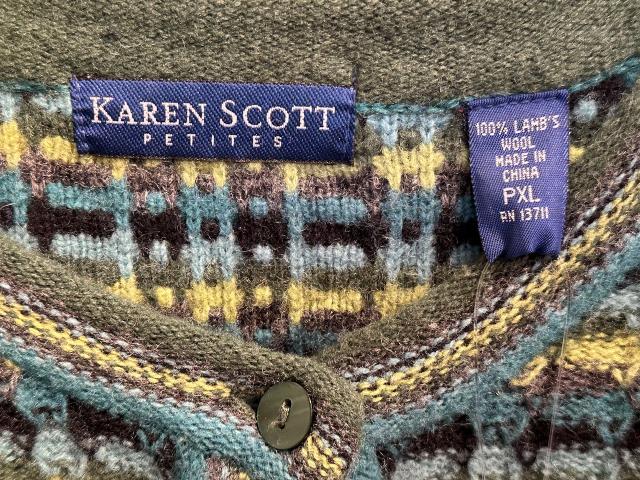 KAREN SCOTT
PETITES
100% LAMB'S
WOOL
MADE IN
CHINA
PXL
RN 13711